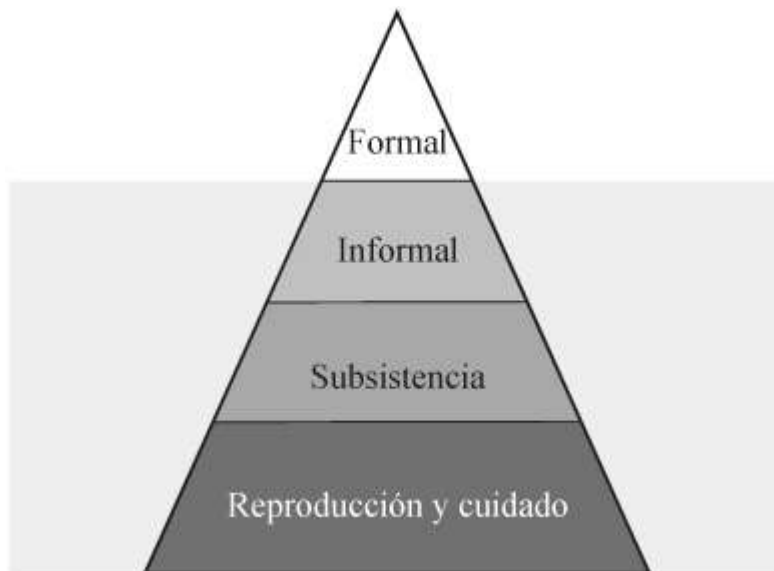 Formal
Informal
Subsistencia
Reproducción y cuidado